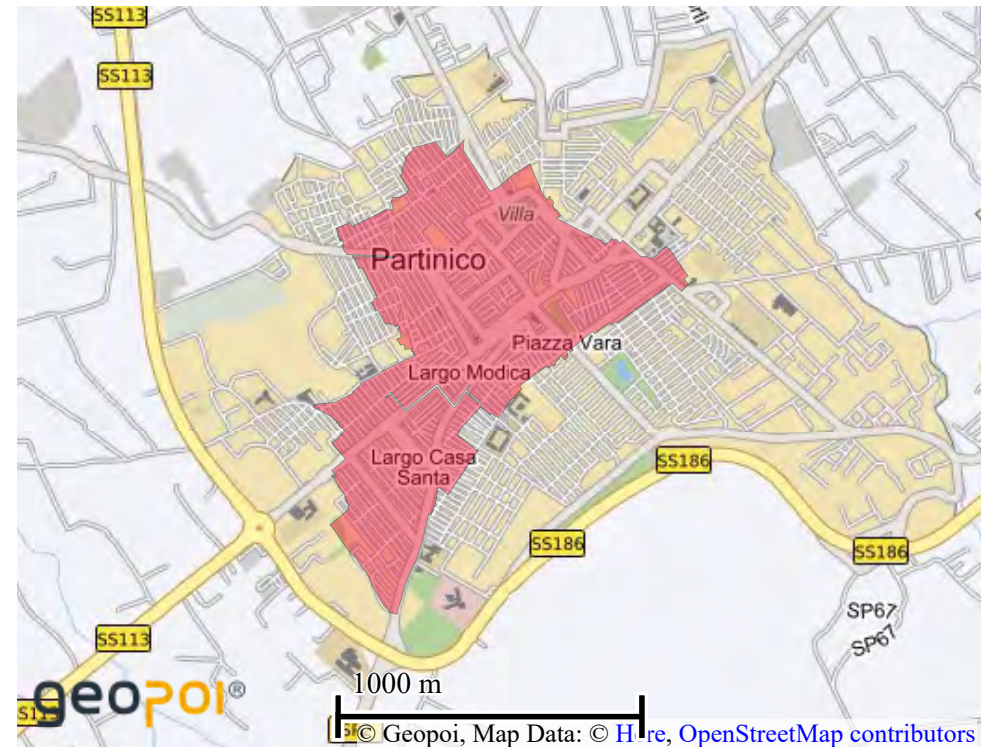 SS113
SS113
Villa
Partinico
Piazza Vara
Largo Modica
Largo Casa
Santa
SS186
SS186
SS186
SP67
SP67
SS113
geopoi®
1000 m
© Geopoi, Map Data: © Here, OpenStreetMap contributors